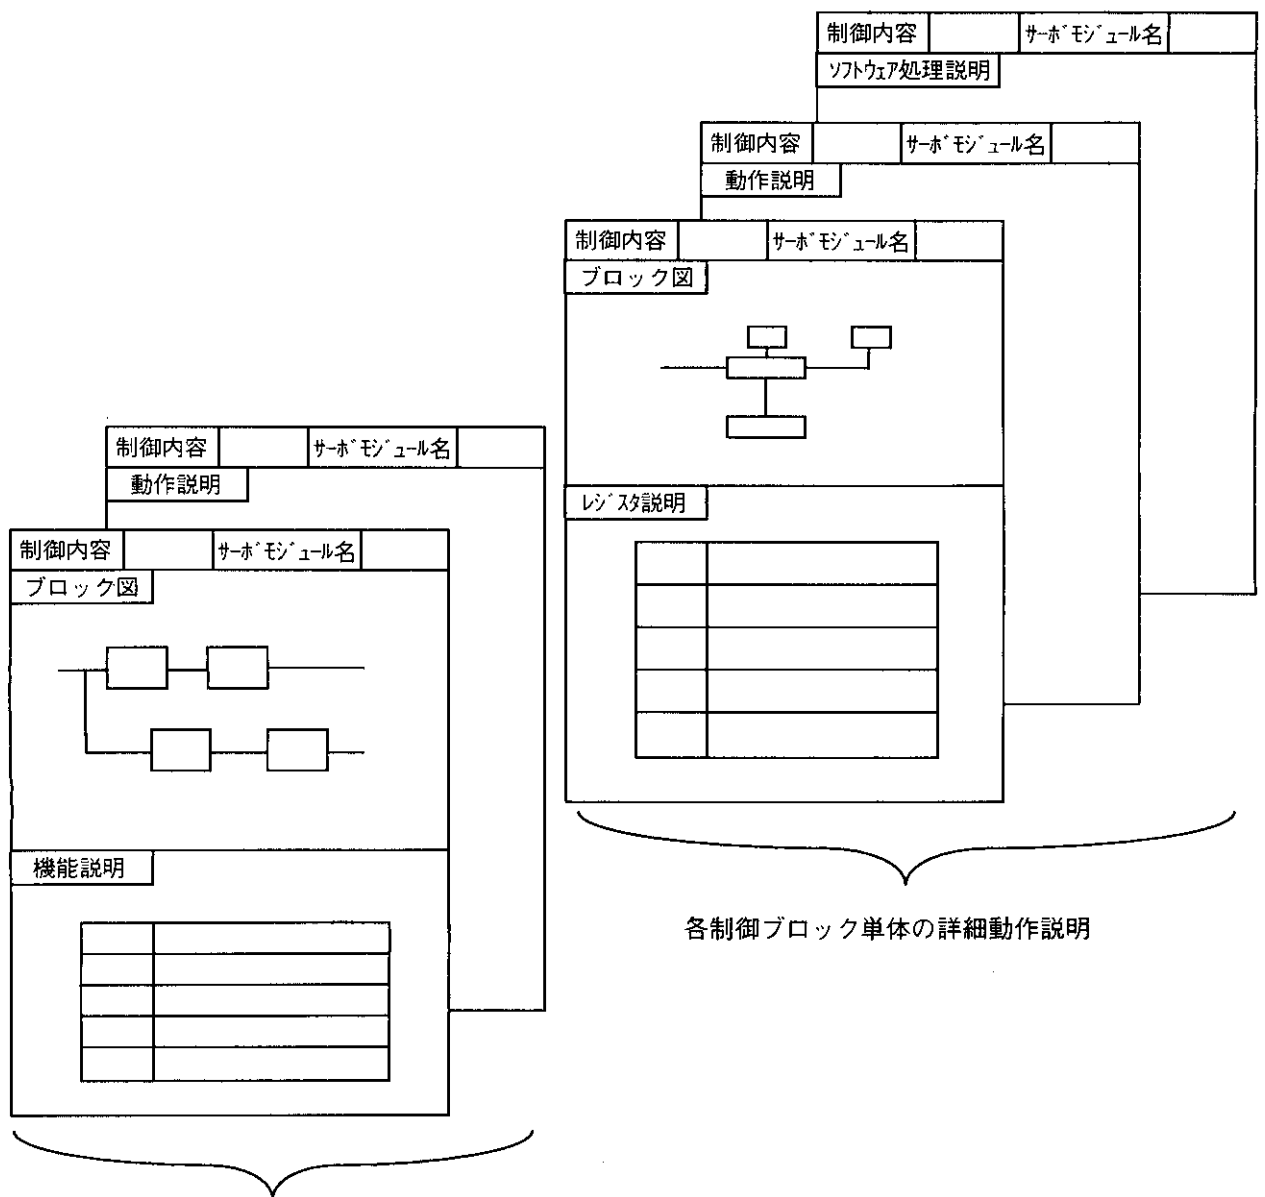 制御内容 サーボモジュール名
ソフトウェア処理説明
制御内容 サーボモジュール名
動作説明
制御内容 サーボモジュール名
ブロック図
レジスタ説明
各制御ブロック単体の詳細動作説明
制御内容 サーボモジュール名
動作説明
制御内容 サーボモジュール名
ブロック図
機能説明